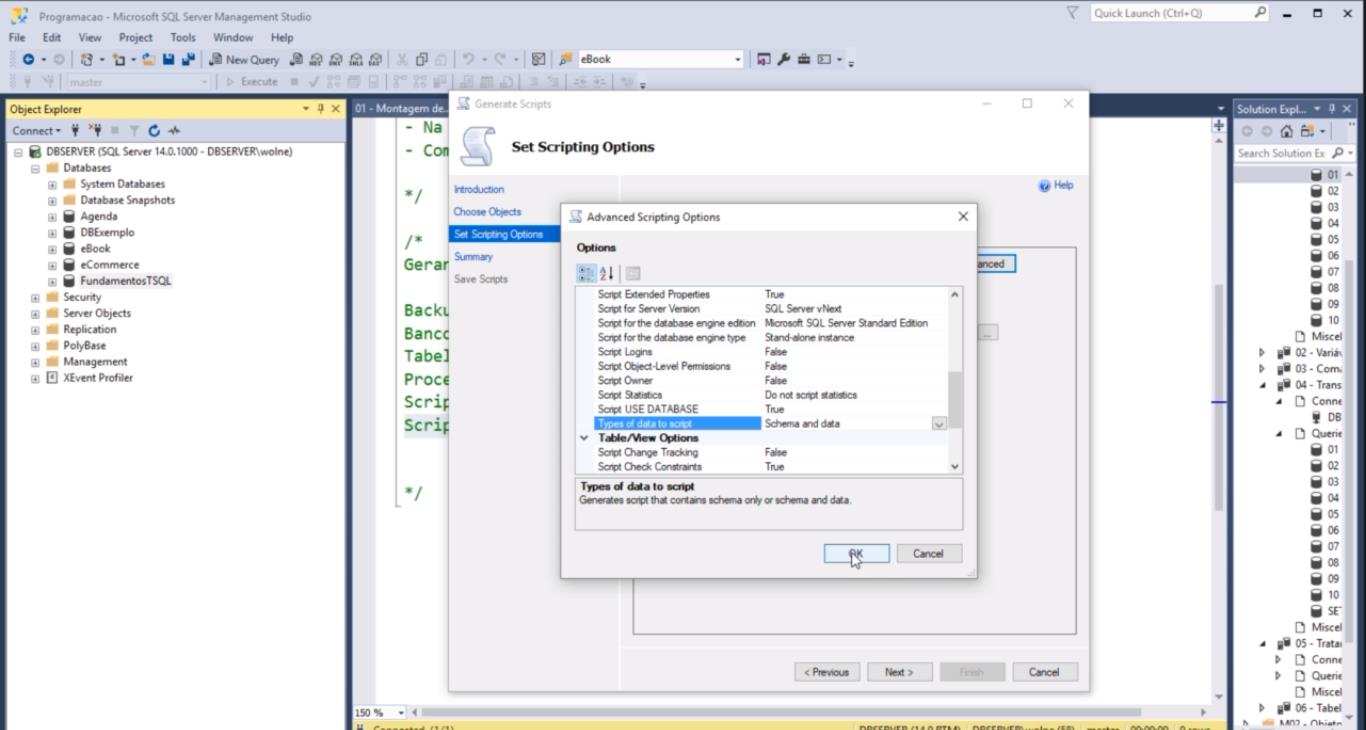 Programacao - Microsoft SQL Server Management Studio
Quick Launch (Ctrl+Q)
File Edit View Project Tools Window Help
New Query
eBook
master
Execute
Object Explorer
Connect
DBSERVER (SQL Server 14.0.1000 - DBSERVER\wolne)
Databases
System Databases
Database Snapshots
Agenda
DBExemplo
eBook
eCommerce
FundamentosTSQL
Security
Server Objects
Replication
PolyBase
Management
XEvent Profiler
01 - Montagem de...
- Na
- Com
*/
/*
Gerar
Backu
Banco
Tabel
Proce
Scrip
Scrip
*/
150 %
Generate Scripts
Set Scripting Options
Help
Introduction
Choose Objects
Set Scripting Options
Summary
Save Scripts
anced
...
Advanced Scripting Options
Options
Script Extended Properties True
Script for Server Version SQL Server vNext
Script for the database engine edition Microsoft SQL Server Standard Edition
Script for the database engine type Stand-alone instance
Script Logins False
Script Object-Level Permissions False
Script Owner False
Script Statistics Do not script statistics
Script USE DATABASE True
Types of data to script Schema and data
Table/View Options
Script Change Tracking False
Script Check Constraints True
Types of data to script
Generates script that contains schema only or schema and data.
OK Cancel
< Previous Next > Finish Cancel
Solution Expl...
Search Solution Ex
01
02
03
04
05
06
07
08
09
10
Miscel
02 - Variáv
03 - Coma
04 - Trans
Conne
DB
Querie
01
02
03
04
05
06
07
08
09
10
SE
Miscel
05 - Trata
Conne
Querie
Miscel
06 - Tabel
M02 - Objeto
Connected. (1/1) DBSERVER (14.0 RTM) DBSERVER\wolne (58) master 00:00:00 0 rows